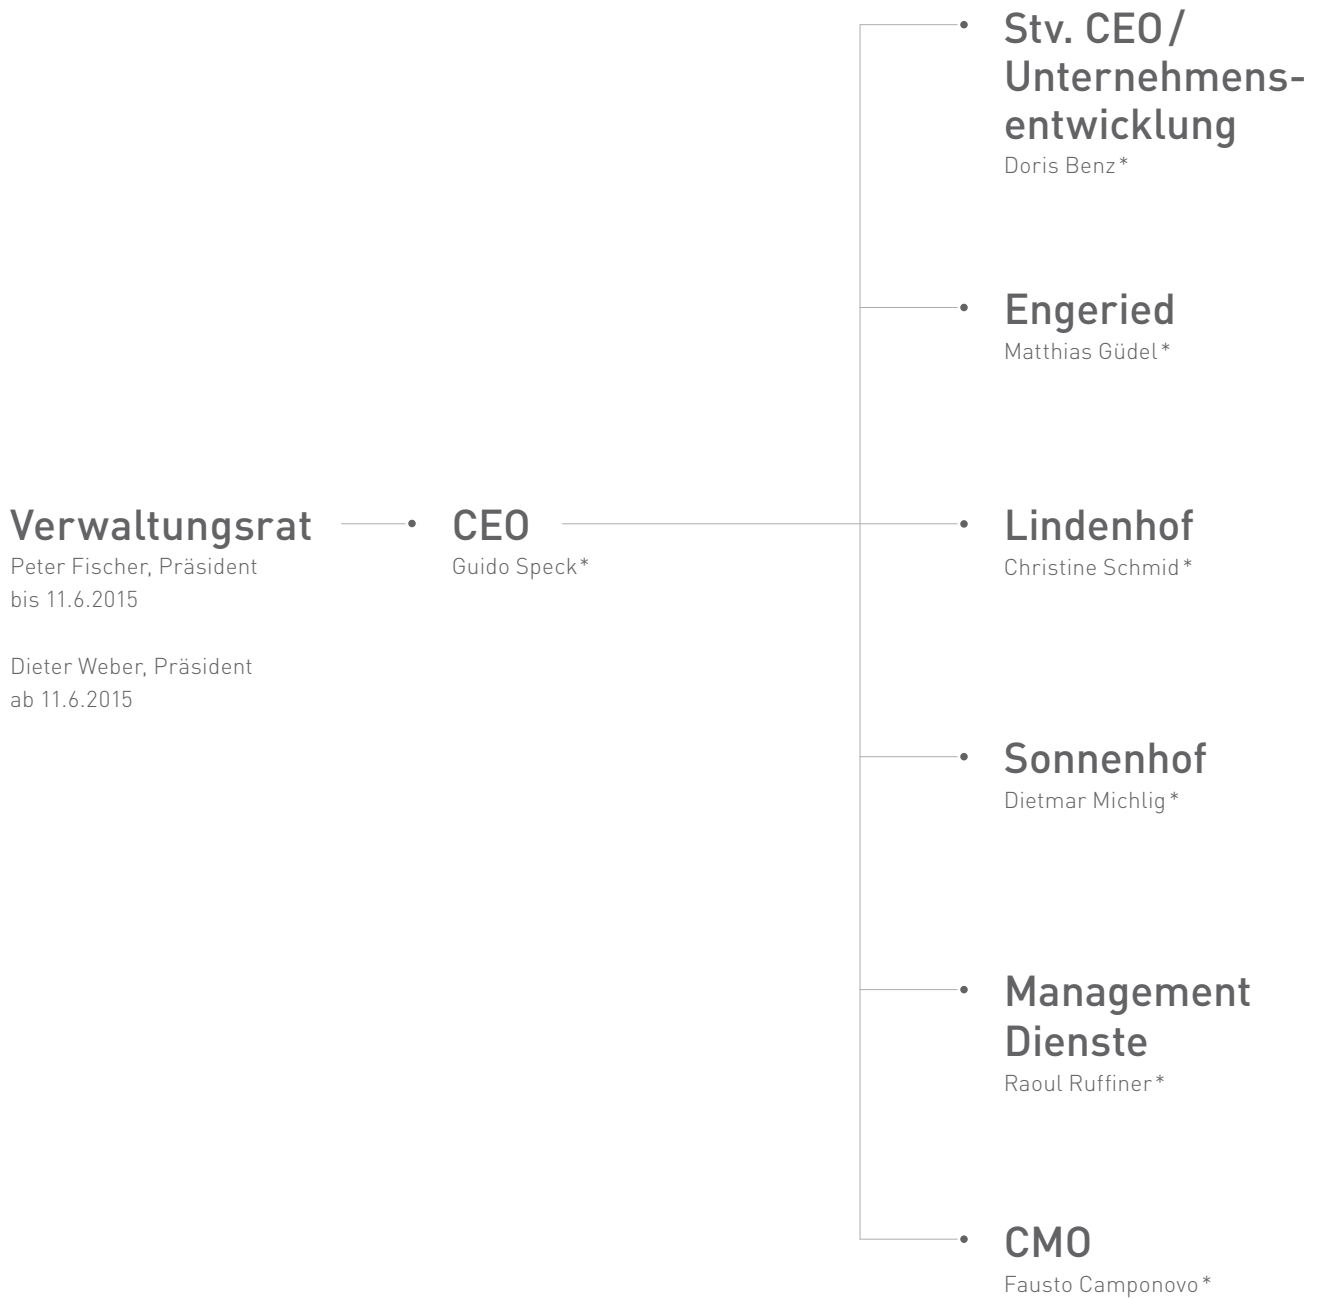 Verwaltungsrat
Peter Fischer, Präsident
bis 11.6.2015
Dieter Weber, Präsident
ab 11.6.2015
CEO
Guido Speck*
Stv. CEO/
Unternehmens-
entwicklung
Doris Benz*
Engeried
Matthias Güdel*
Lindenhof
Christine Schmid*
Sonnenhof
Dietmar Michlig*
Management
Dienste
Raoul Ruffiner*
CMO
Fausto Camponovo*